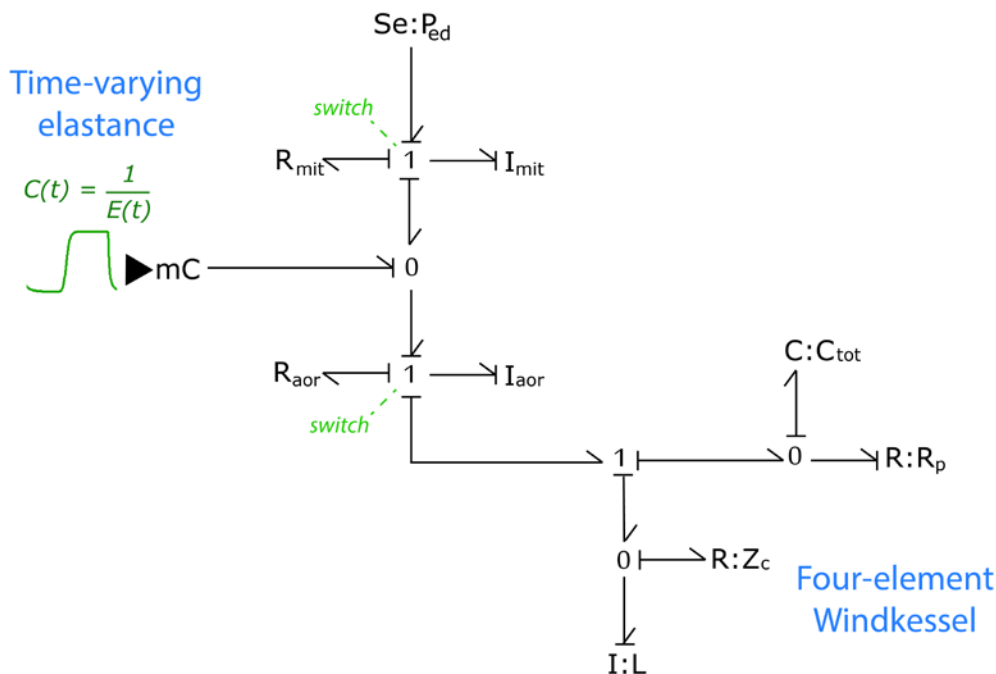 Se:Ped
Time-varying
elastance
switch
Rmit
1
Imit
C(t) = 1
E(t)
mC
0
C:Ctot
Raor
1
Iaor
switch
1
0
R:Rp
0
R:Zc
Four-element
Windkessel
I:L